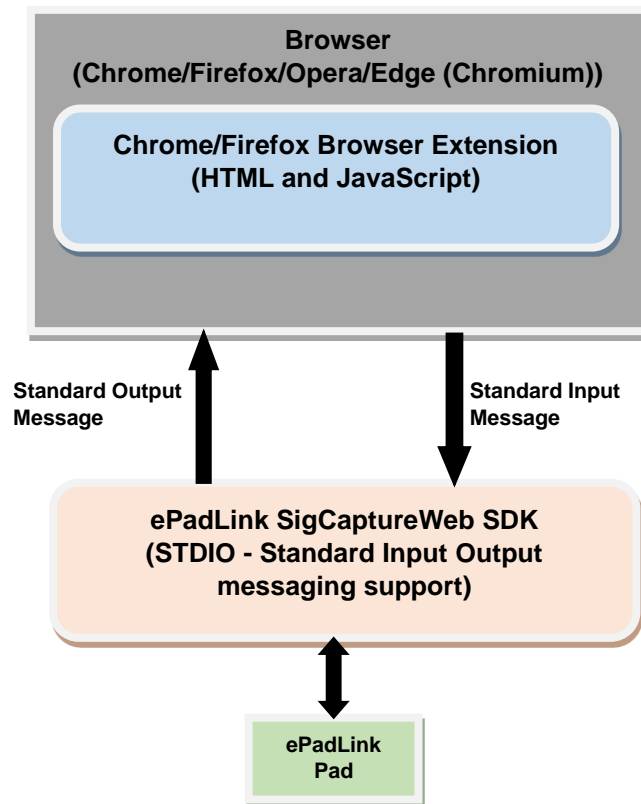 Browser
(Chrome/Firefox/Opera/Edge (Chromium))
Chrome/Firefox Browser Extension
(HTML and JavaScript)
Standard Output
Message
Standard Input
Message
ePadLink SigCaptureWeb SDK
(STDIO - Standard Input Output
messaging support)
ePadLink
Pad